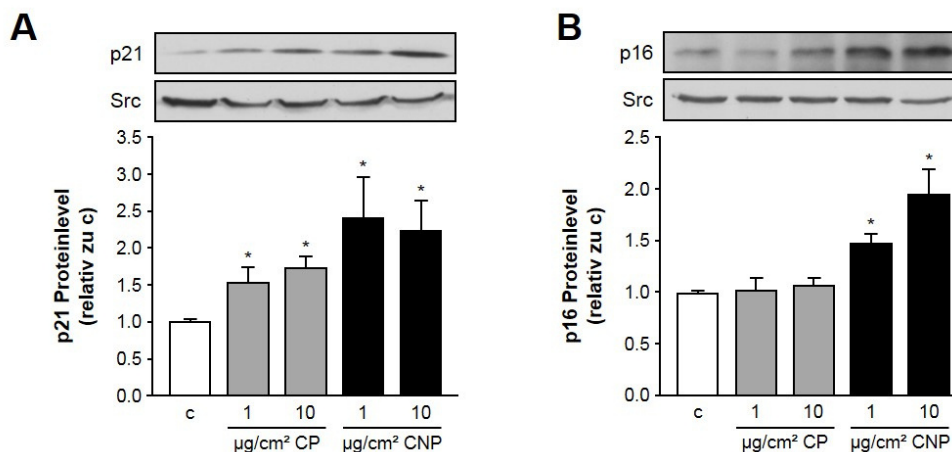 A
p21
Src
p21 Proteinlevel
(relativ zu c)
3.5
3.0
2.5
2.0
1.5
1.0
0.5
0.0
* * * *
c 1 10 1 10
µg/cm² CP µg/cm² CNP
B
p16
Src
p16 Proteinlevel
(relativ zu c)
2.5
2.0
1.5
1.0
0.5
0.0
* *
c 1 10 1 10
µg/cm² CP µg/cm² CNP